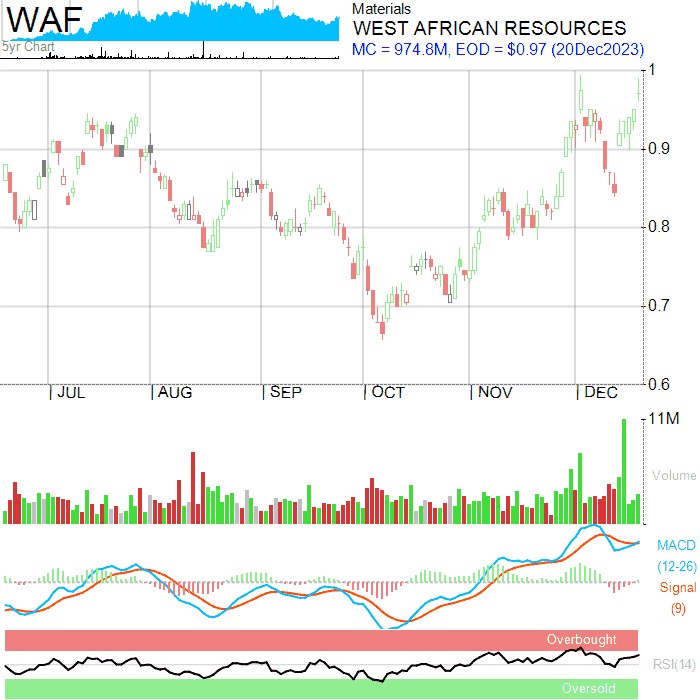 WAF
5yr Chart
Materials
WEST AFRICAN RESOURCES
MC = 974.8M, EOD = $0.97 (20Dec2023)
1
0.9
0.8
0.7
0.6
JUL AUG SEP OCT NOV DEC
11M
Volume
MACD
(12-26)
Signal
(9)
Overbought
RSI(14)
Oversold